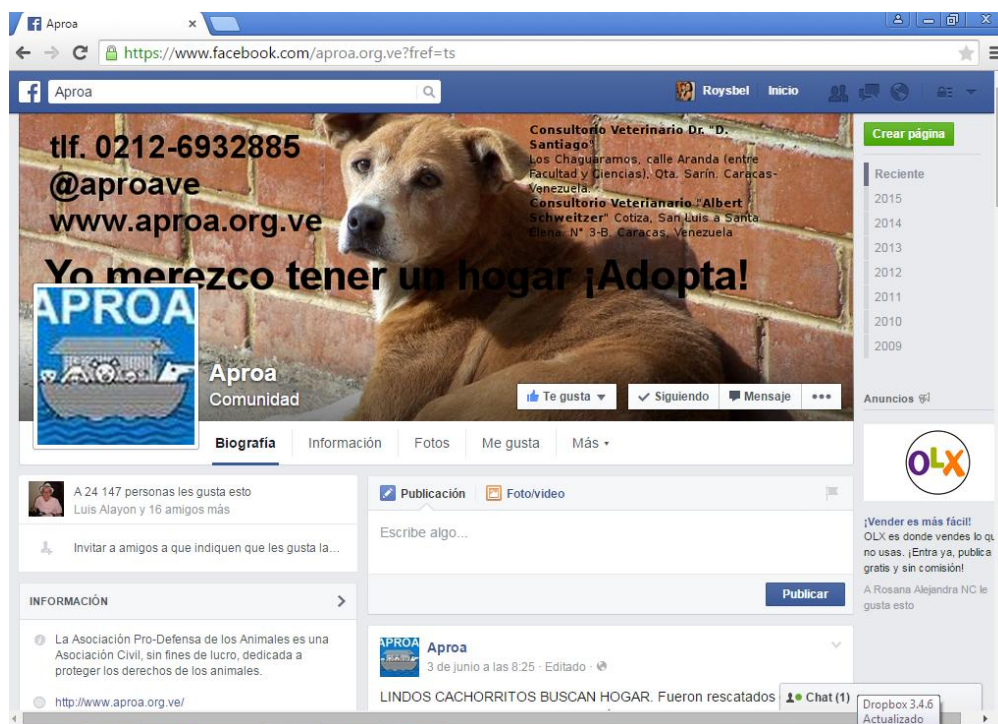 Aproa
https://www.facebook.com/aproa.org.ve?fref=ts
Aproa
Roysbel Inicio
tlf. 0212-6932885
@aproave
www.aproa.org.ve
Consultorio Veterinario Dr. "D.
Santiago"
Los Chaguaramos, calle Aranda (entre
Facultad y Ciencias), Qta. Sarín. Caracas-
Venezuela.
Consultorio Veterianario "Albert
Schweitzer" Cotiza, San Luis a Santa
Elena. N° 3-B. Caracas, Venezuela
Yo merezco tener un hogar ¡Adopta!
APROA
Aproa
Comunidad
Te gusta
Siguiendo
Mensaje
Crear página
Reciente
2015
2014
2013
2012
2011
2010
2009
Biografía Información Fotos Me gusta Más
A 24 147 personas les gusta esto
Luis Alayon y 16 amigos más
Invitar a amigos a que indiquen que les gusta la...
INFORMACIÓN
La Asociación Pro-Defensa de los Animales es una
Asociación Civil, sin fines de lucro, dedicada a
proteger los derechos de los animales.
http://www.aproa.org.ve/
Publicación Foto/video
Escribe algo...
Publicar
APROA
Aproa
3 de junio a las 8:25 · Editado ·
LINDOS CACHORRITOS BUSCAN HOGAR. Fueron rescatados
Anuncios
OLX
¡Vender es más fácil!
OLX es donde vendes lo qu
no usas. ¡Entra ya, publica
gratis y sin comisión!
A Rosana Alejandra NC le
gusta esto
Chat (1)
Dropbox 3.4.6
Actualizado